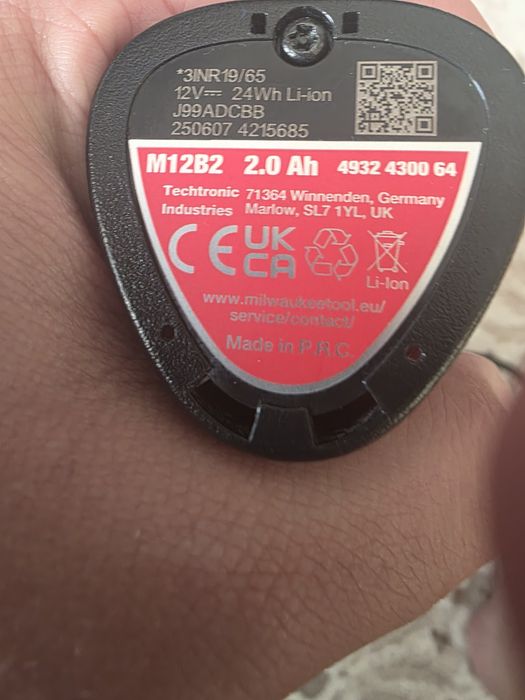 *3INR19/65
12V⎓ 24Wh Li-ion
J99ADCBB
250607 4215685
M12B2 2.0 Ah 4932 4300 64
Techtronic Industries
71364 Winnenden, Germany
Marlow, SL7 1YL, UK
CE UK CA
Li-Ion
www.milwaukeetool.eu/
service/contact/
Made in P.R.C.